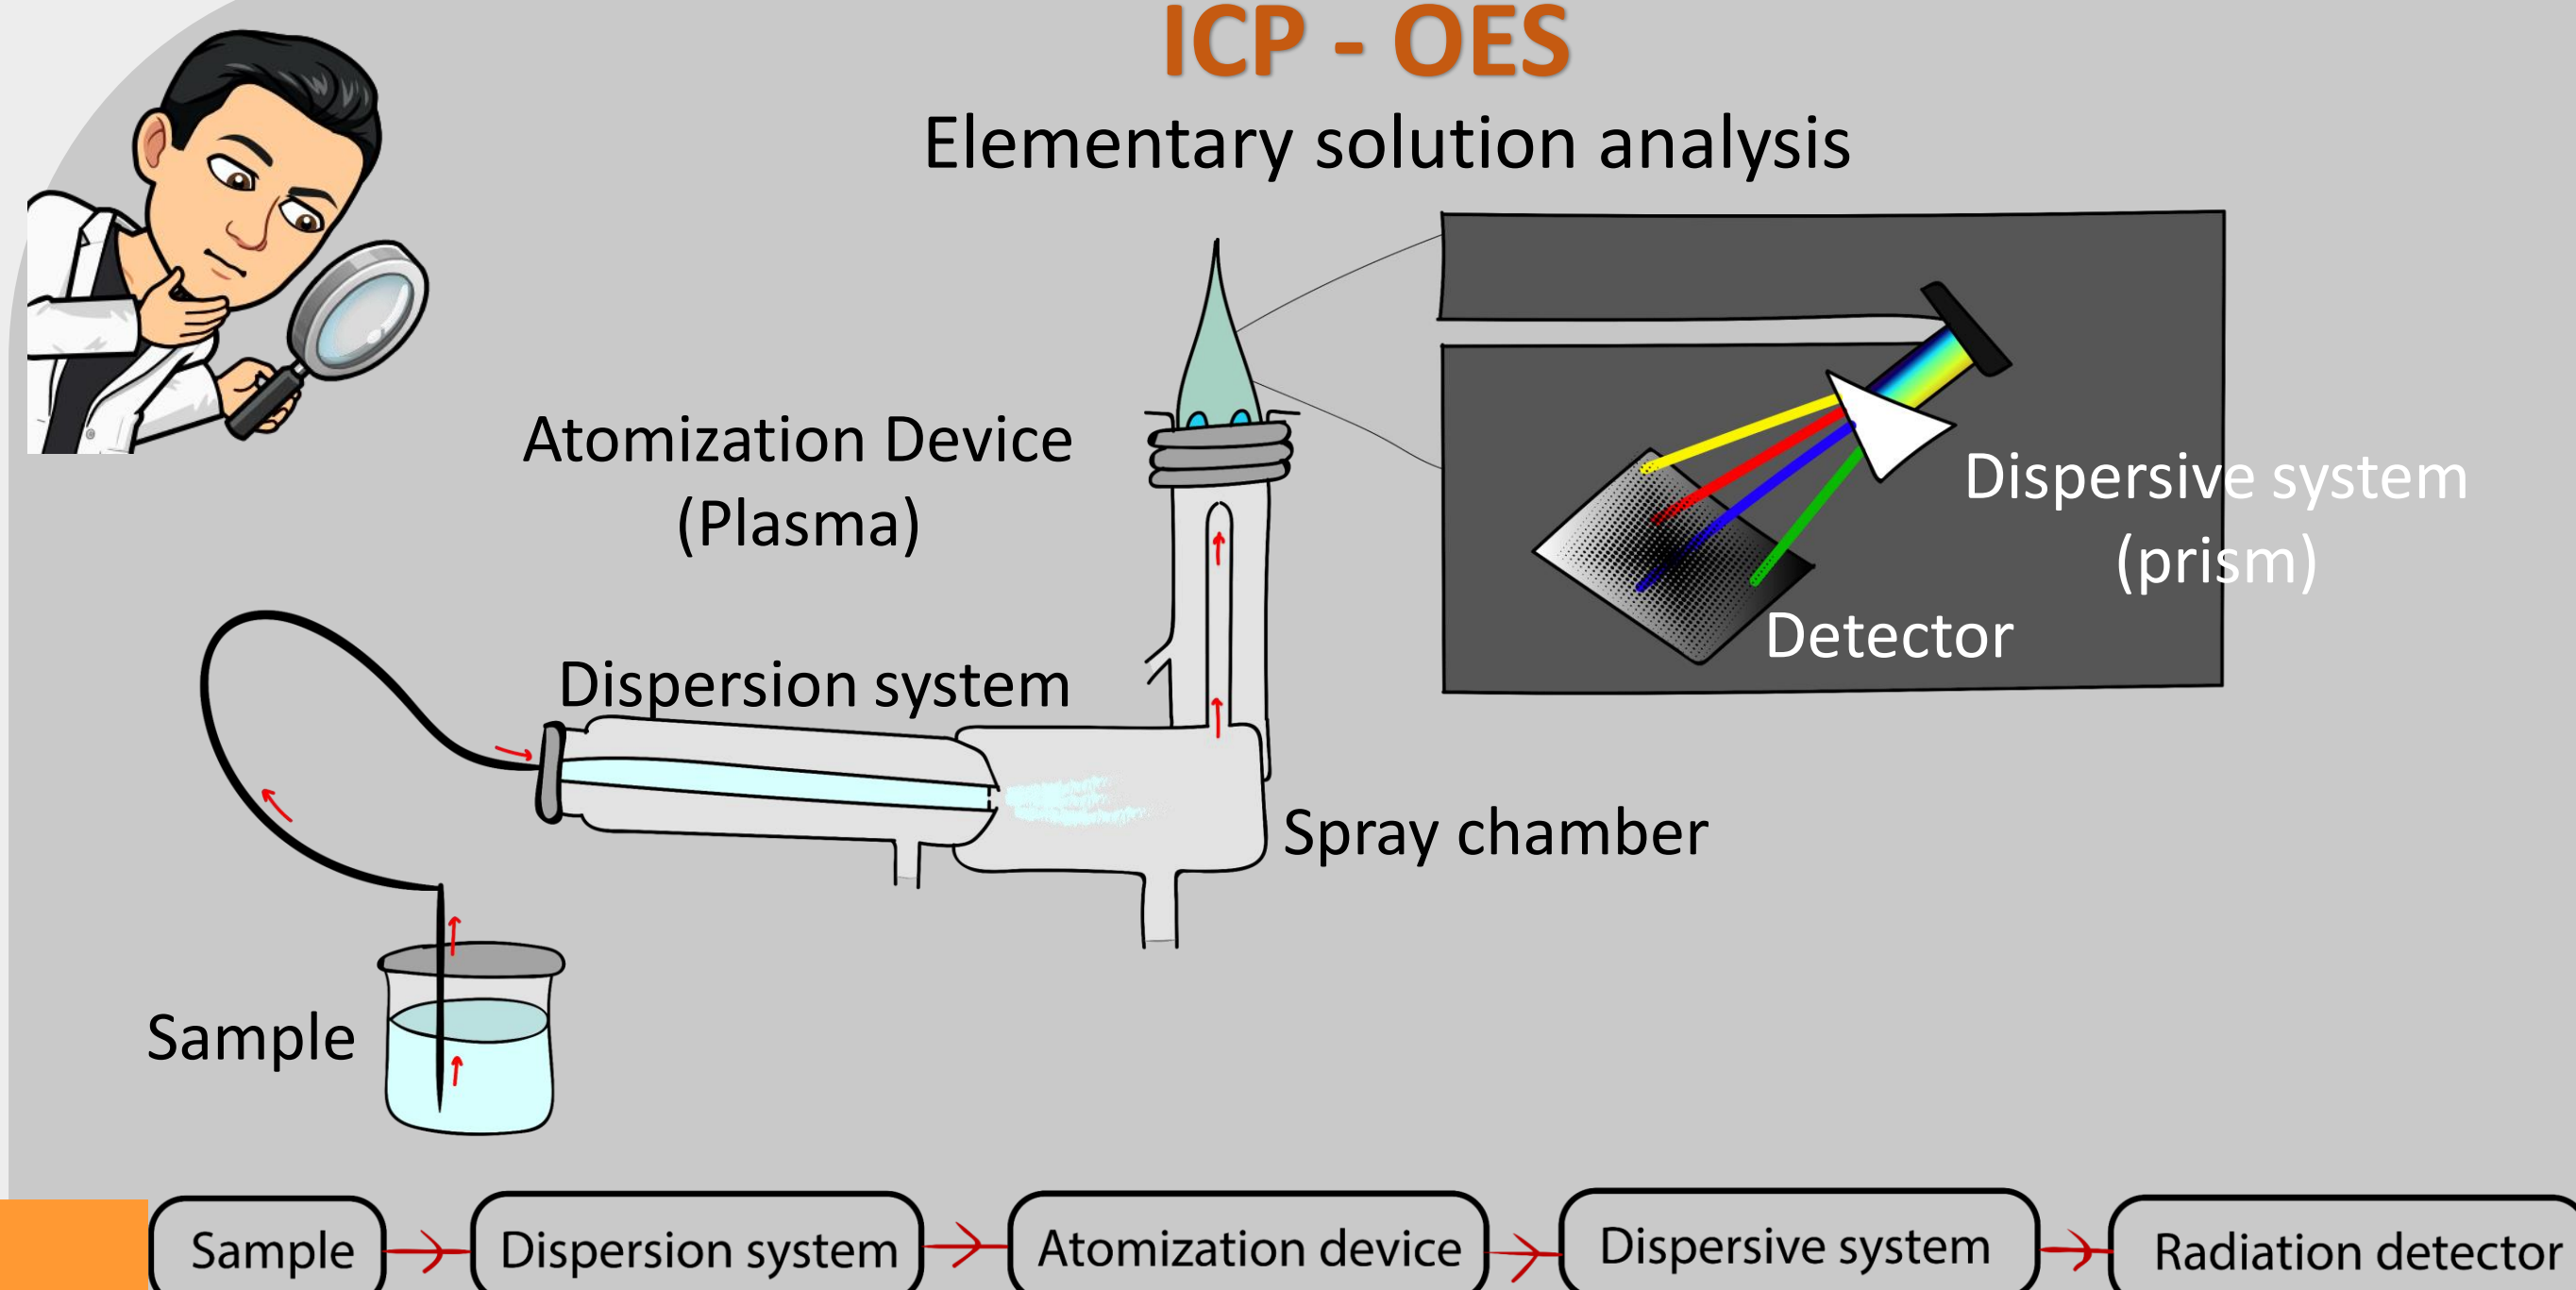 ICP - OES
Elementary solution analysis
Atomization Device
(Plasma)
Dispersive system
(prism)
Detector
Dispersion system
Spray chamber
Sample
Sample
Dispersion system
Atomization device
Dispersive system
Radiation detector